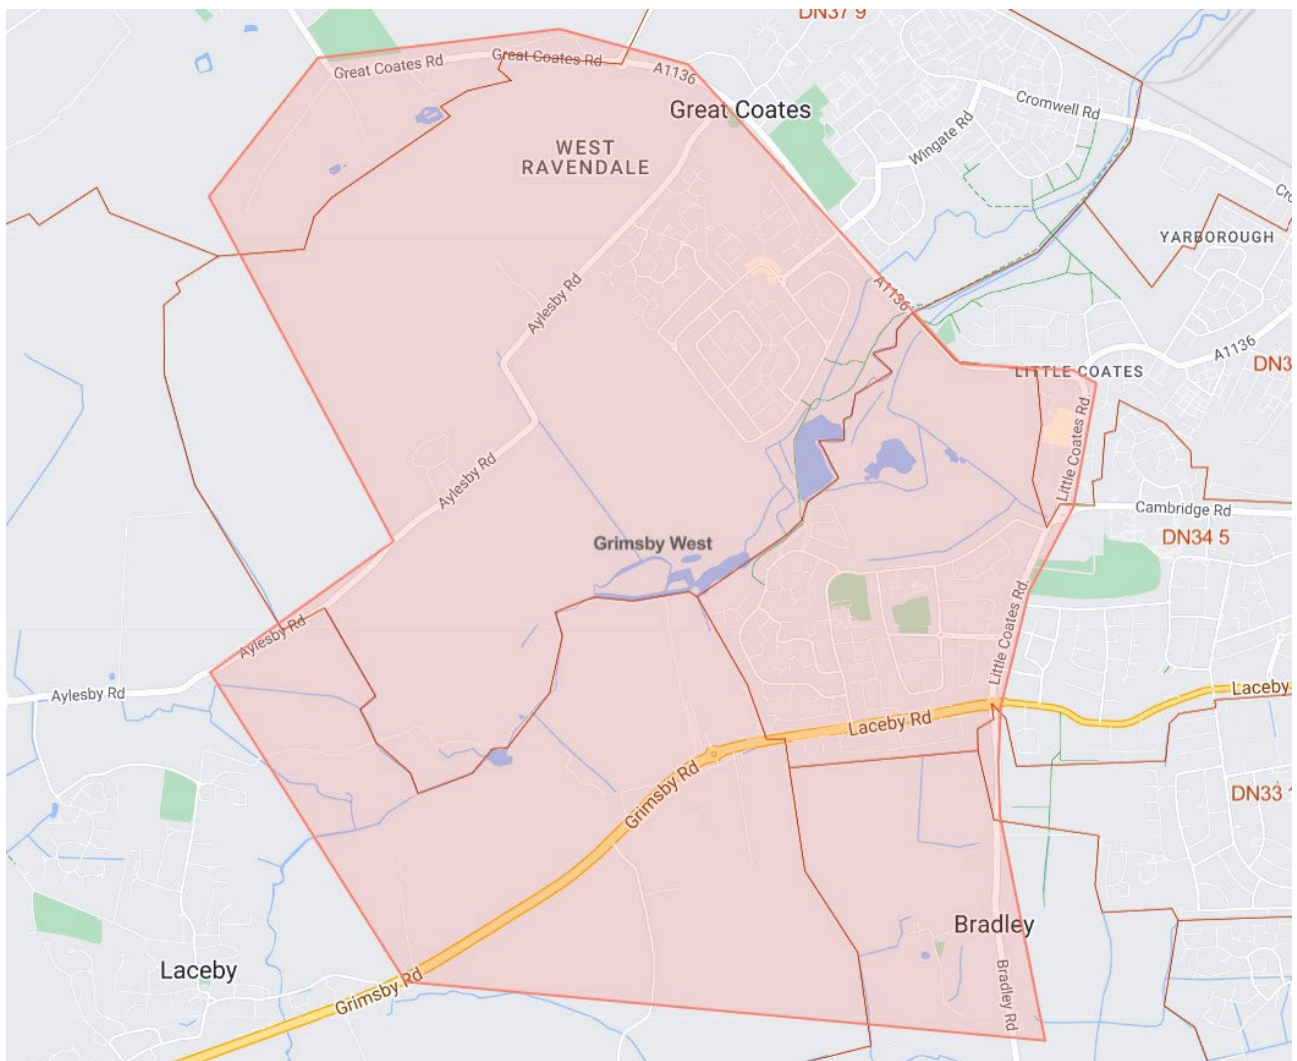 DN37 9
Great Coates Rd
Great Coates Rd
A1136
Great Coates
Cromwell Rd
Wingate Rd
WEST
RAVENDALE
YARBOROUGH
Aylesby Rd
A1136
A1136
LITTLE COATES
Little Coates Rd.
Aylesby Rd
Cambridge Rd
DN34 5
Grimsby West
Aylesby Rd
Little Coates Rd.
Aylesby Rd
Laceby Rd
Laceby
Grimsby Rd
DN33
Bradley
Laceby
Grimsby Rd
Bradley Rd